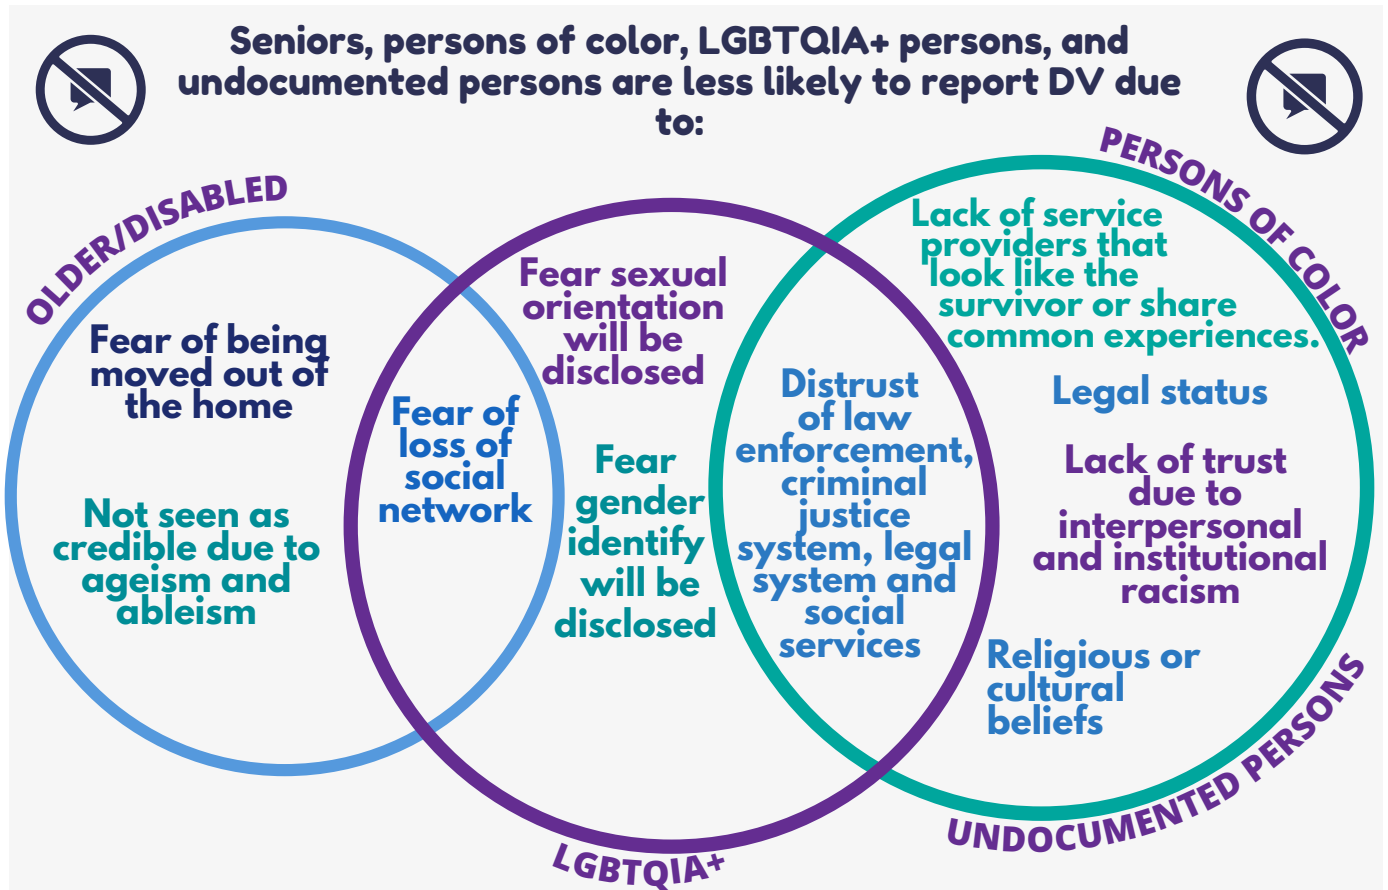 Seniors, persons of color, LGBTQIA+ persons, and
undocumented persons are less likely to report DV due
to:
OLDER/DISABLED
Fear of being
moved out of
the home
Not seen as
credible due to
ageism and
ableism
Fear of
loss of
social
network
LGBTQIA+
Fear sexual
orientation
will be
disclosed
Fear
gender
identify
will be
disclosed
Distrust
of law
enforcement,
criminal
justice
system, legal
system and
social
services
PERSONS OF COLOR
Lack of service
providers that
look like the
survivor or share
common experiences.
Legal status
Lack of trust
due to
interpersonal
and institutional
racism
Religious or
cultural
beliefs
UNDOCUMENTED PERSONS